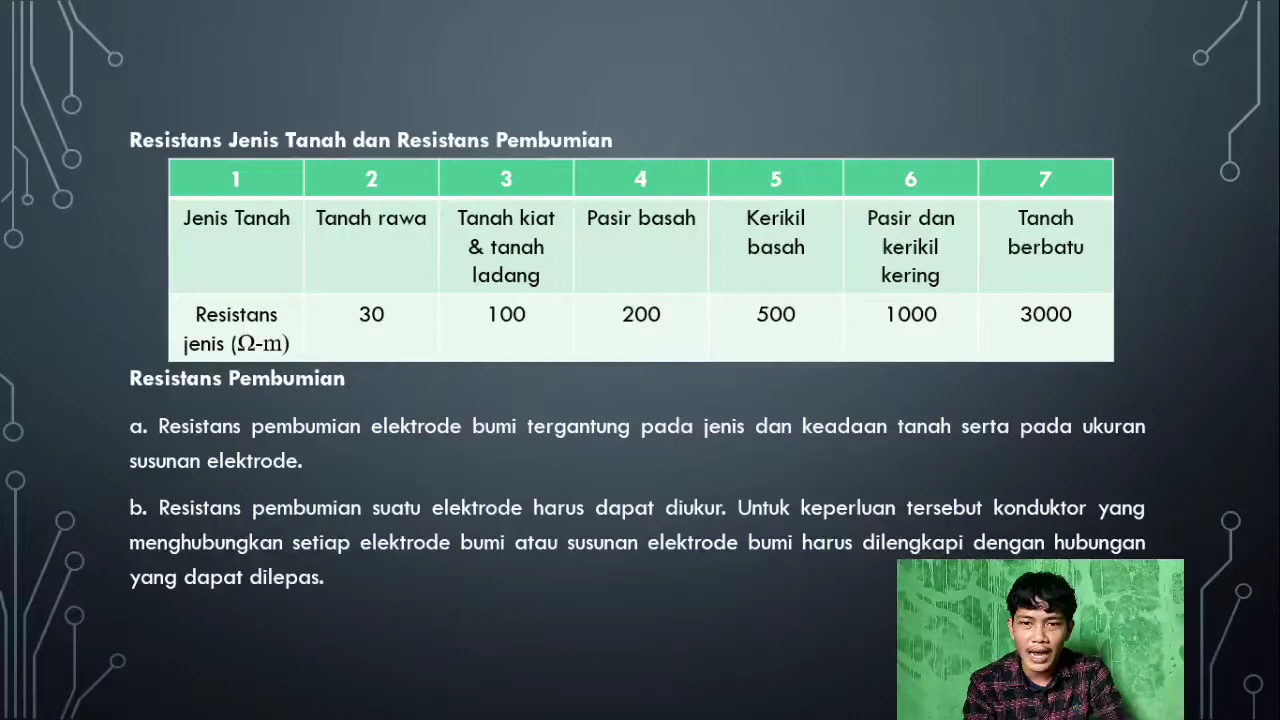 Resistans Jenis Tanah dan Resistans Pembumian
1 2 3 4 5 6 7
Jenis Tanah Tanah rawa Tanah kiat & tanah ladang Pasir basah Kerikil basah Pasir dan kerikil kering Tanah berbatu
Resistans jenis (Ω-m) 30 100 200 500 1000 3000
Resistans Pembumian
a. Resistans pembumian elektrode bumi tergantung pada jenis dan keadaan tanah serta pada ukuran
susunan elektrode.
b. Resistans pembumian suatu elektrode harus dapat diukur. Untuk keperluan tersebut konduktor yang
menghubungkan setiap elektrode bumi atau susunan elektrode bumi harus dilengkapi dengan hubungan
yang dapat dilepas.